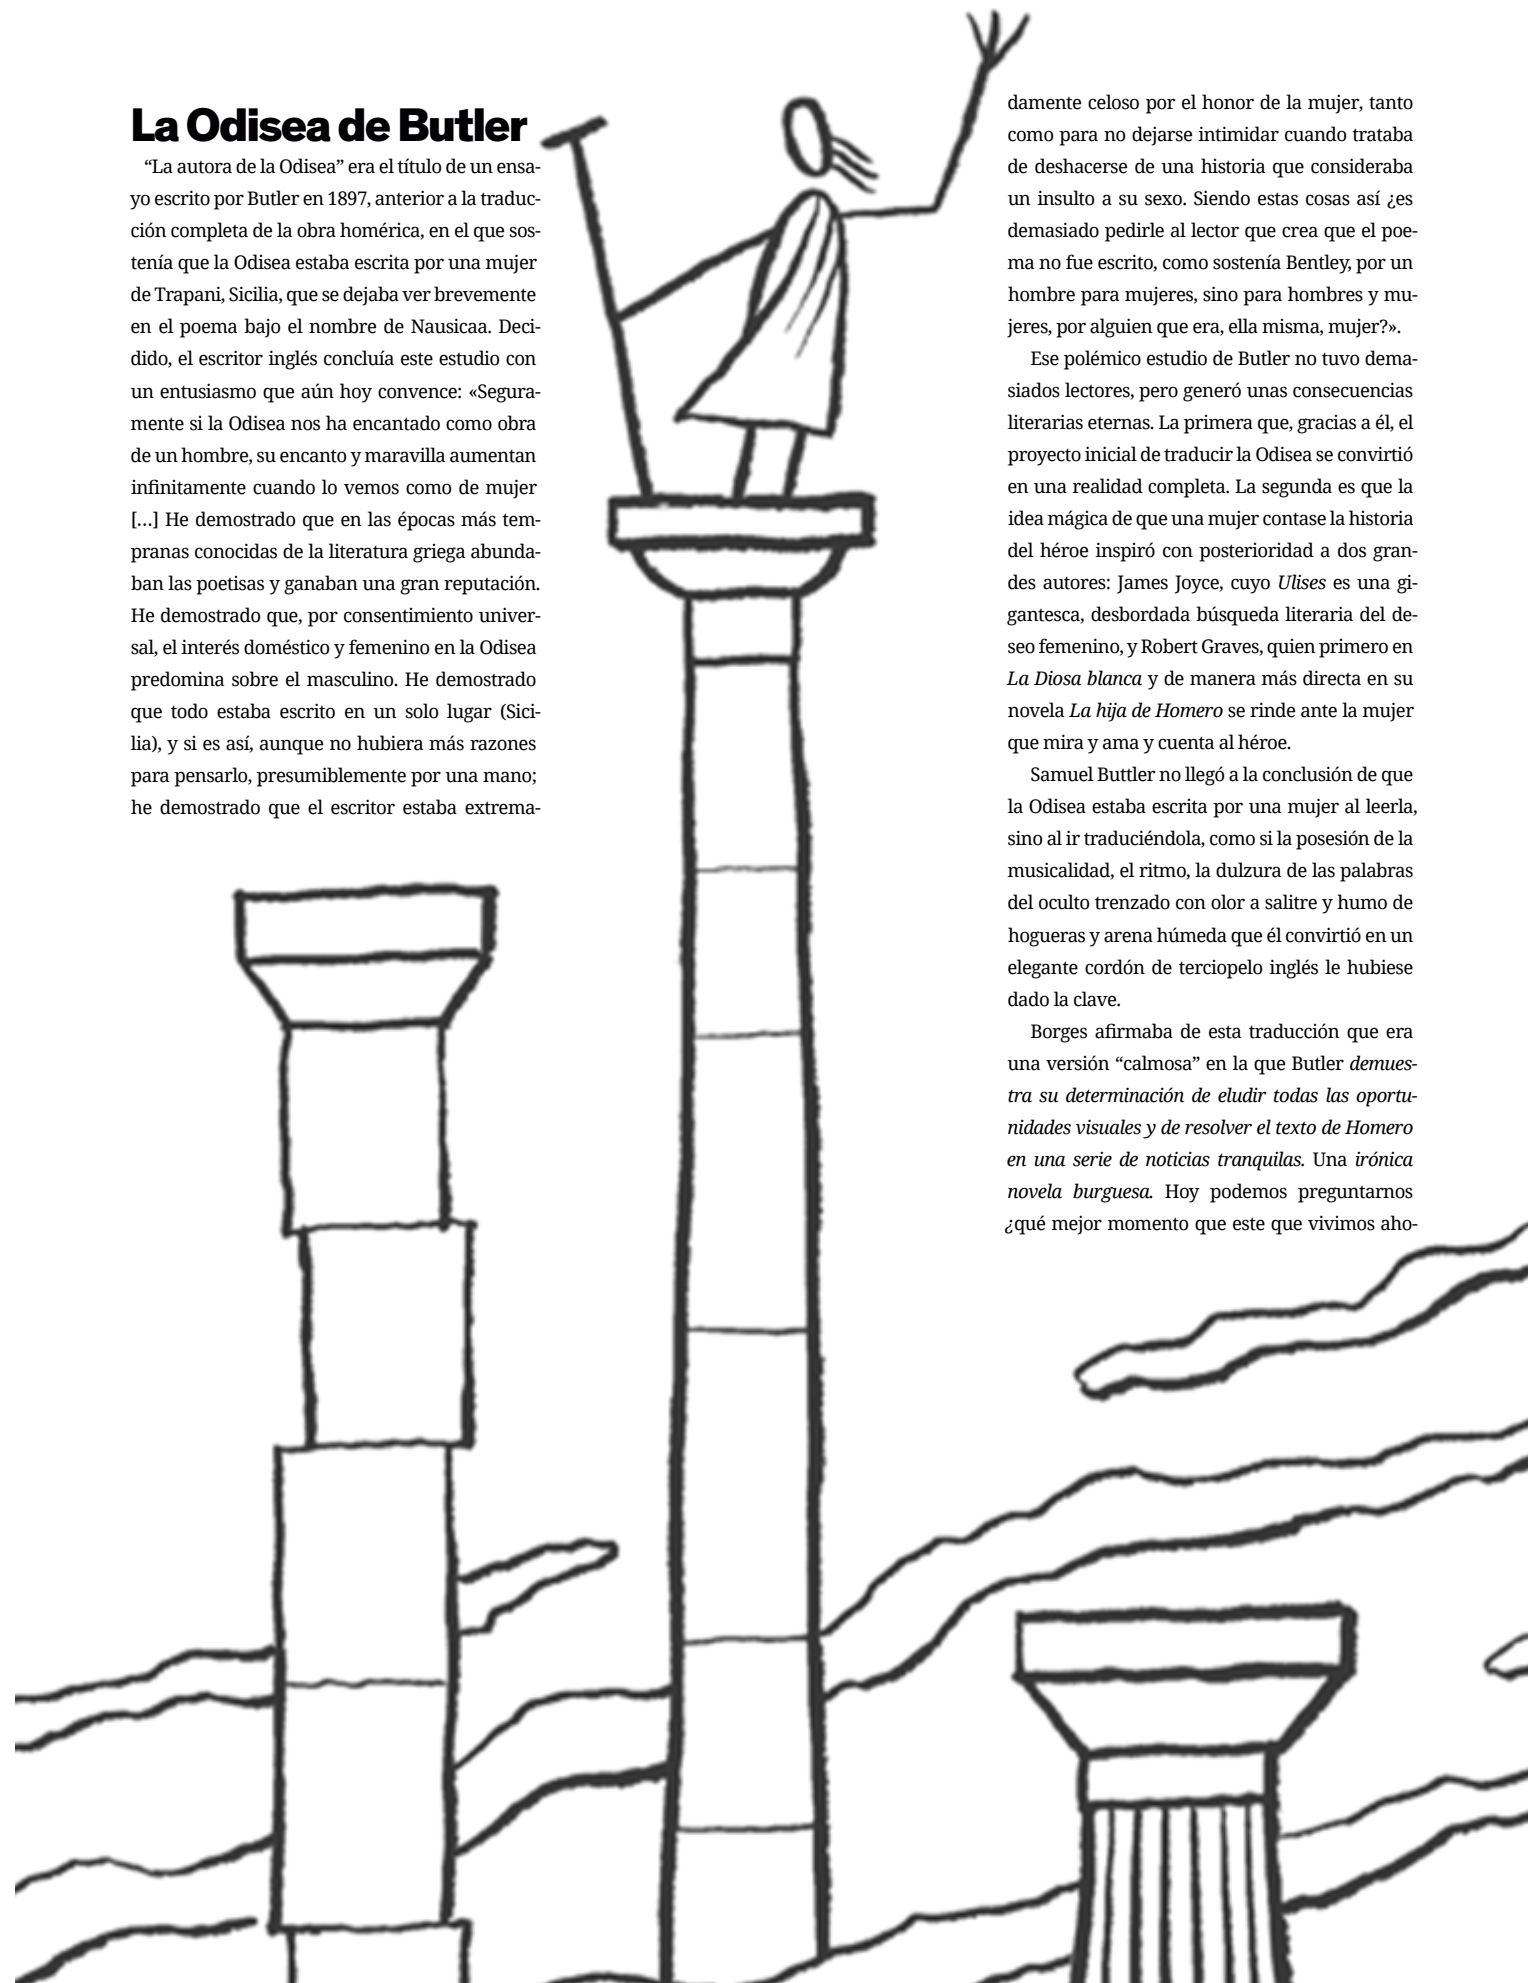 La Odisea de Butler
“La autora de la Odisea” era el título de un ensa-
yo escrito por Butler en 1897, anterior a la traduc-
ción completa de la obra homérica, en el que sos-
tenía que la Odisea estaba escrita por una mujer
de Trapani, Sicilia, que se dejaba ver brevemente
en el poema bajo el nombre de Nausicaa. Deci-
dido, el escritor inglés concluía este estudio con
un entusiasmo que aún hoy convence: «Segura-
mente si la Odisea nos ha encantado como obra
de un hombre, su encanto y maravilla aumentan
infinitamente cuando lo vemos como de mujer
[…] He demostrado que en las épocas más tem-
pranas conocidas de la literatura griega abunda-
ban las poetisas y ganaban una gran reputación.
He demostrado que, por consentimiento univer-
sal, el interés doméstico y femenino en la Odisea
predomina sobre el masculino. He demostrado
que todo estaba escrito en un solo lugar (Sici-
lia), y si es así, aunque no hubiera más razones
para pensarlo, presumiblemente por una mano;
he demostrado que el escritor estaba extrema-
damente celoso por el honor de la mujer, tanto
como para no dejarse intimidar cuando trataba
de deshacerse de una historia que consideraba
un insulto a su sexo. Siendo estas cosas así ¿es
demasiado pedirle al lector que crea que el poe-
ma no fue escrito, como sostenía Bentley, por un
hombre para mujeres, sino para hombres y mu-
jeres, por alguien que era, ella misma, mujer?».
Ese polémico estudio de Butler no tuvo dema-
siados lectores, pero generó unas consecuencias
literarias eternas. La primera que, gracias a él, el
proyecto inicial de traducir la Odisea se convirtió
en una realidad completa. La segunda es que la
idea mágica de que una mujer contase la historia
del héroe inspiró con posterioridad a dos gran-
des autores: James Joyce, cuyo Ulises es una gi-
gantesca, desbordada búsqueda literaria del de-
seo femenino, y Robert Graves, quien primero en
La Diosa blanca y de manera más directa en su
novela La hija de Homero se rinde ante la mujer
que mira y ama y cuenta al héroe.
Samuel Buttler no llegó a la conclusión de que
la Odisea estaba escrita por una mujer al leerla,
sino al ir traduciéndola, como si la posesión de la
musicalidad, el ritmo, la dulzura de las palabras
del oculto trenzado con olor a salitre y humo de
hogueras y arena húmeda que él convirtió en un
elegante cordón de terciopelo inglés le hubiese
dado la clave.
Borges afirmaba de esta traducción que era
una versión “calmosa” en la que Butler demues-
tra su determinación de eludir todas las oportu-
nidades visuales y de resolver el texto de Homero
en una serie de noticias tranquilas. Una irónica
novela burguesa. Hoy podemos preguntarnos
¿qué mejor momento que este que vivimos aho-